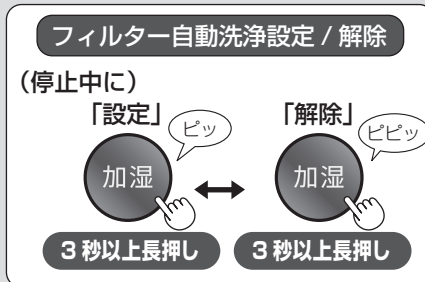 フィルター自動洗浄設定 / 解除
（停止中に）
「設定」 「解除」
ピッ ピピッ
加湿 加湿
3 秒以上長押し 3 秒以上長押し